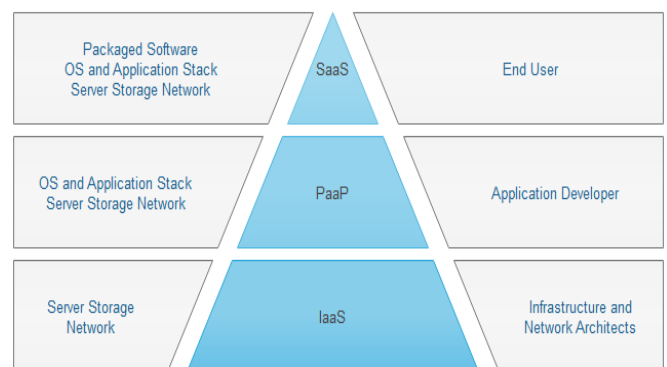 Packaged Software
OS and Application Stack
Server Storage Network
SaaS
End User
OS and Application Stack
Server Storage Network
PaaP
Application Developer
Server Storage
Network
IaaS
Infrastructure and
Network Architects